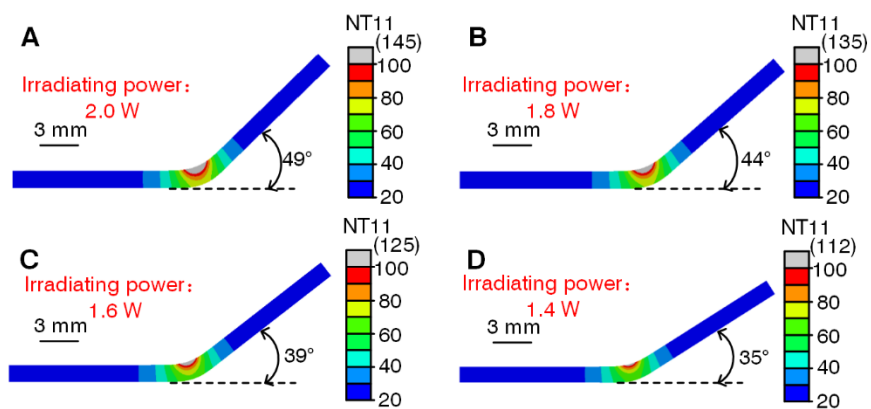 A
Irradiating power:
2.0 W
3 mm
49°
NT11
(145)
100
80
60
40
20
B
Irradiating power:
1.8 W
3 mm
44°
NT11
(135)
100
80
60
40
20
C
Irradiating power:
1.6 W
3 mm
39°
NT11
(125)
100
80
60
40
20
D
Irradiating power:
1.4 W
3 mm
35°
NT11
(112)
100
80
60
40
20